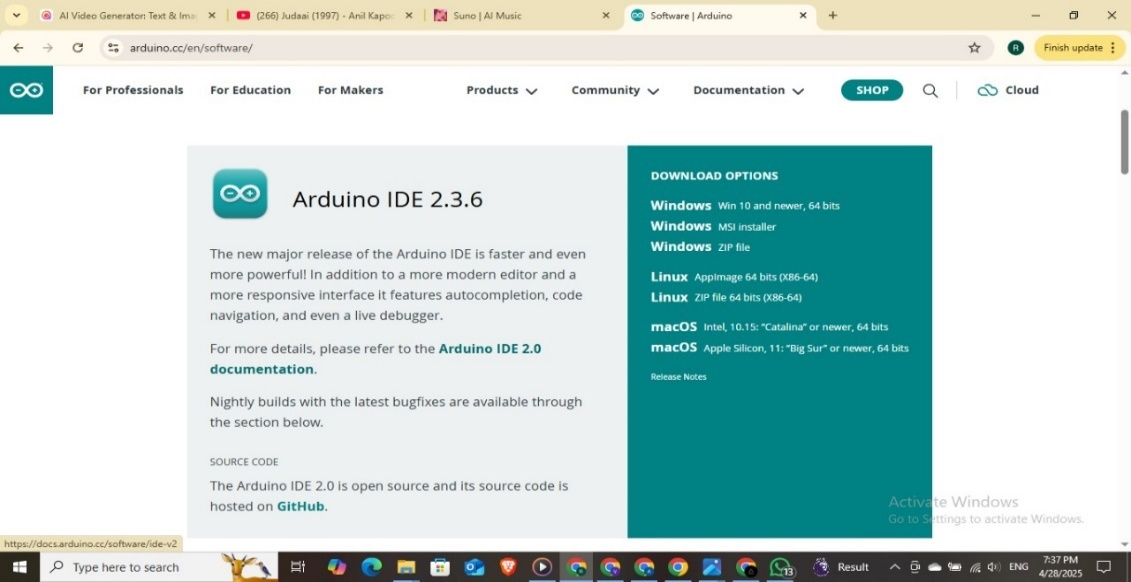 AI Video Generator: Text & Ima
(266) Judaai (1997) - Anil Kapoo
Suno | AI Music
Software | Arduino
arduino.cc/en/software/
R
Finish update
For Professionals
For Education
For Makers
Products
Community
Documentation
SHOP
Cloud
Arduino IDE 2.3.6
The new major release of the Arduino IDE is faster and even
more powerful! In addition to a more modern editor and a
more responsive interface it features autocompletion, code
navigation, and even a live debugger.
For more details, please refer to the Arduino IDE 2.0
documentation.
Nightly builds with the latest bugfixes are available through
the section below.
SOURCE CODE
The Arduino IDE 2.0 is open source and its source code is
hosted on GitHub.
DOWNLOAD OPTIONS
Windows Win 10 and newer, 64 bits
Windows MSI installer
Windows ZIP file
Linux AppImage 64 bits (X86-64)
Linux ZIP file 64 bits (X86-64)
macOS Intel, 10.15: “Catalina” or newer, 64 bits
macOS Apple Silicon, 11: “Big Sur” or newer, 64 bits
Release Notes
Activate Windows
Go to Settings to activate Windows.
https://docs.arduino.cc/software/ide-v2
Type here to search
13
Result
ENG
7:37 PM
4/28/2025